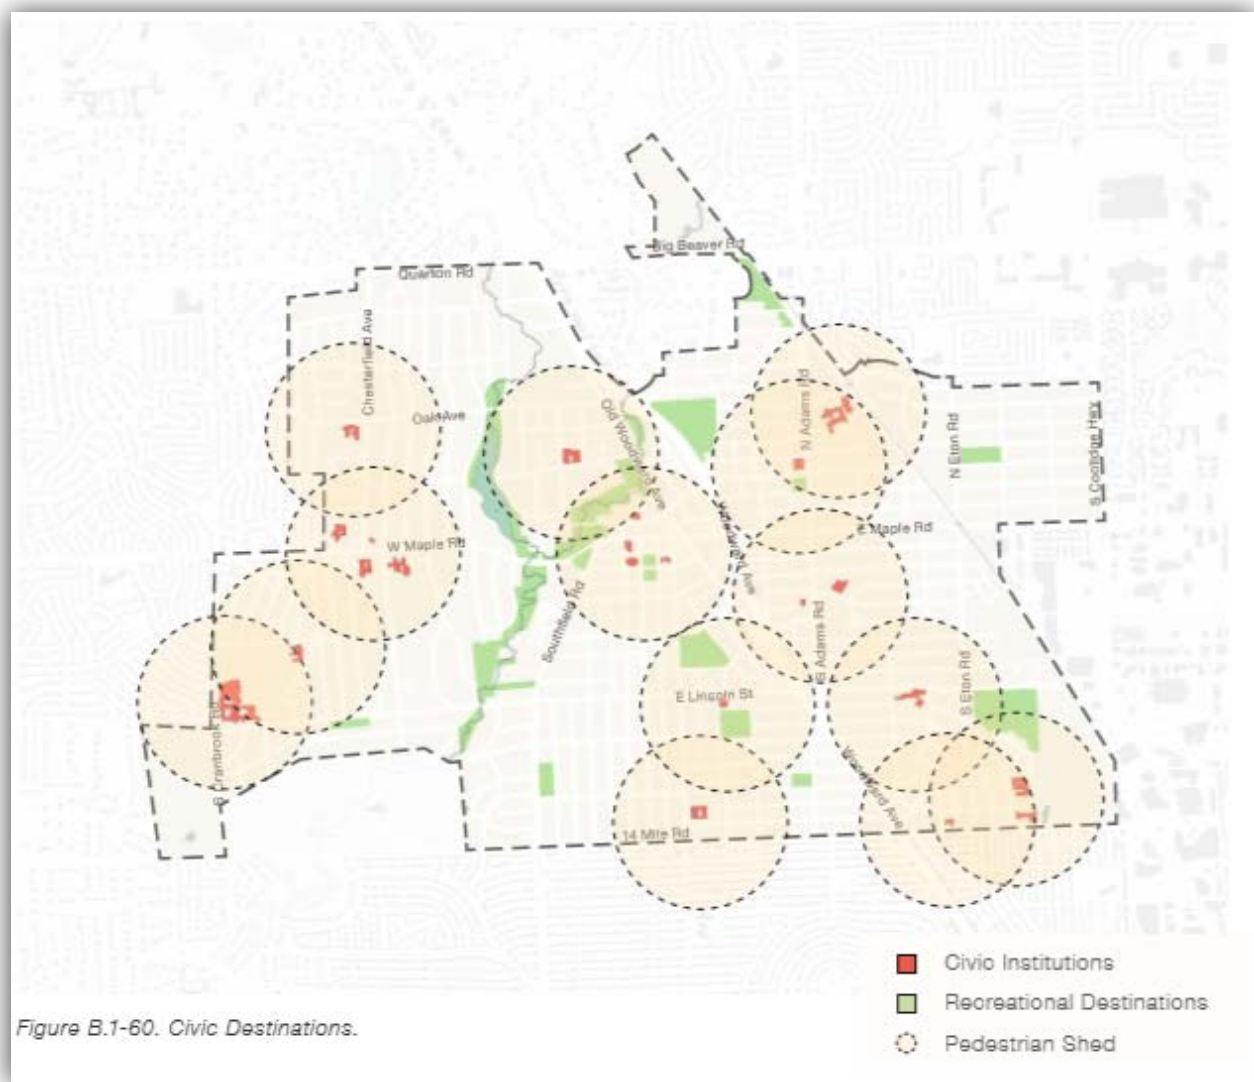 Big Beaver Rd
Quarton Rd
Chesterfield Ave
Oak Ave
Old Woodward Ave
N Adams Rd
N Eton Rd
S Coolidge Hwy
W Maple Rd
Woodward Ave
E Maple Rd
Southfield Rd
S Adams Rd
E Lincoln St
S Eton Rd
S Cranbrook Rd
Woodward Ave
14 Mile Rd
Civic Institutions
Recreational Destinations
Pedestrian Shed
Figure B.1-60. Civic Destinations.